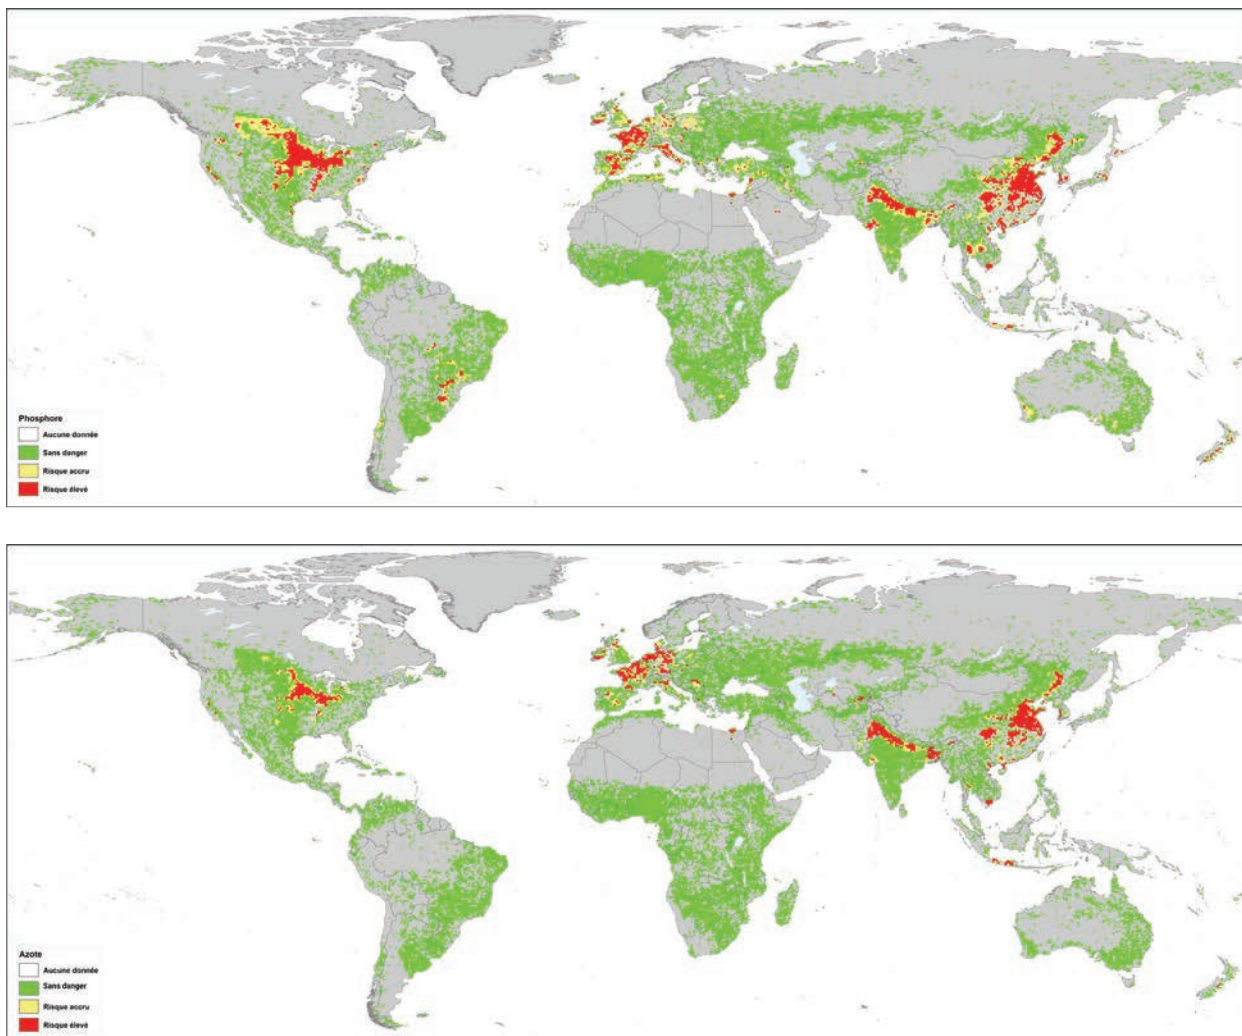 Phosphore
Aucune donnée
Sans danger
Risque accru
Risque élevé
Azote
Aucune donnée
Sans danger
Risque accru
Risque élevé